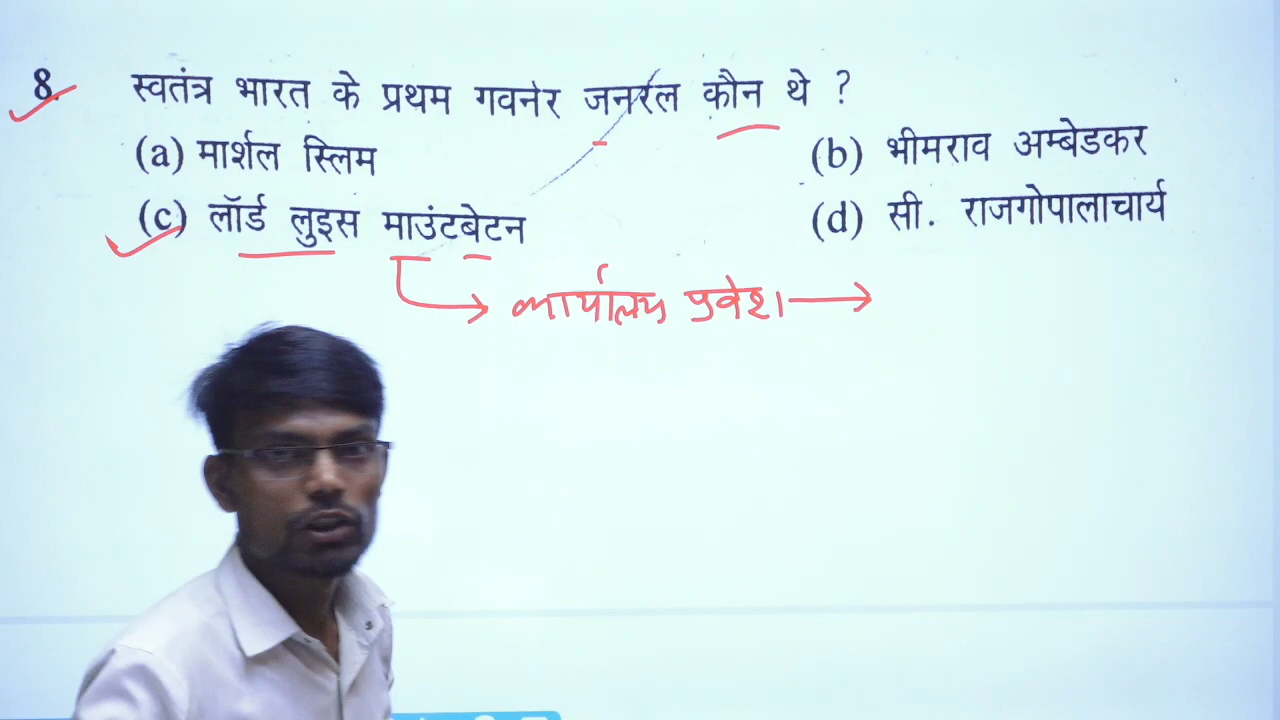 8. स्वतंत्र भारत के प्रथम गवर्नर जनरल कौन थे ?
(a) मार्शल स्लिम
(b) भीमराव अम्बेडकर
(c) लॉर्ड लुइस माउंटबेटन
(d) सी. राजगोपालाचार्य
कार्यालय प्रवेश